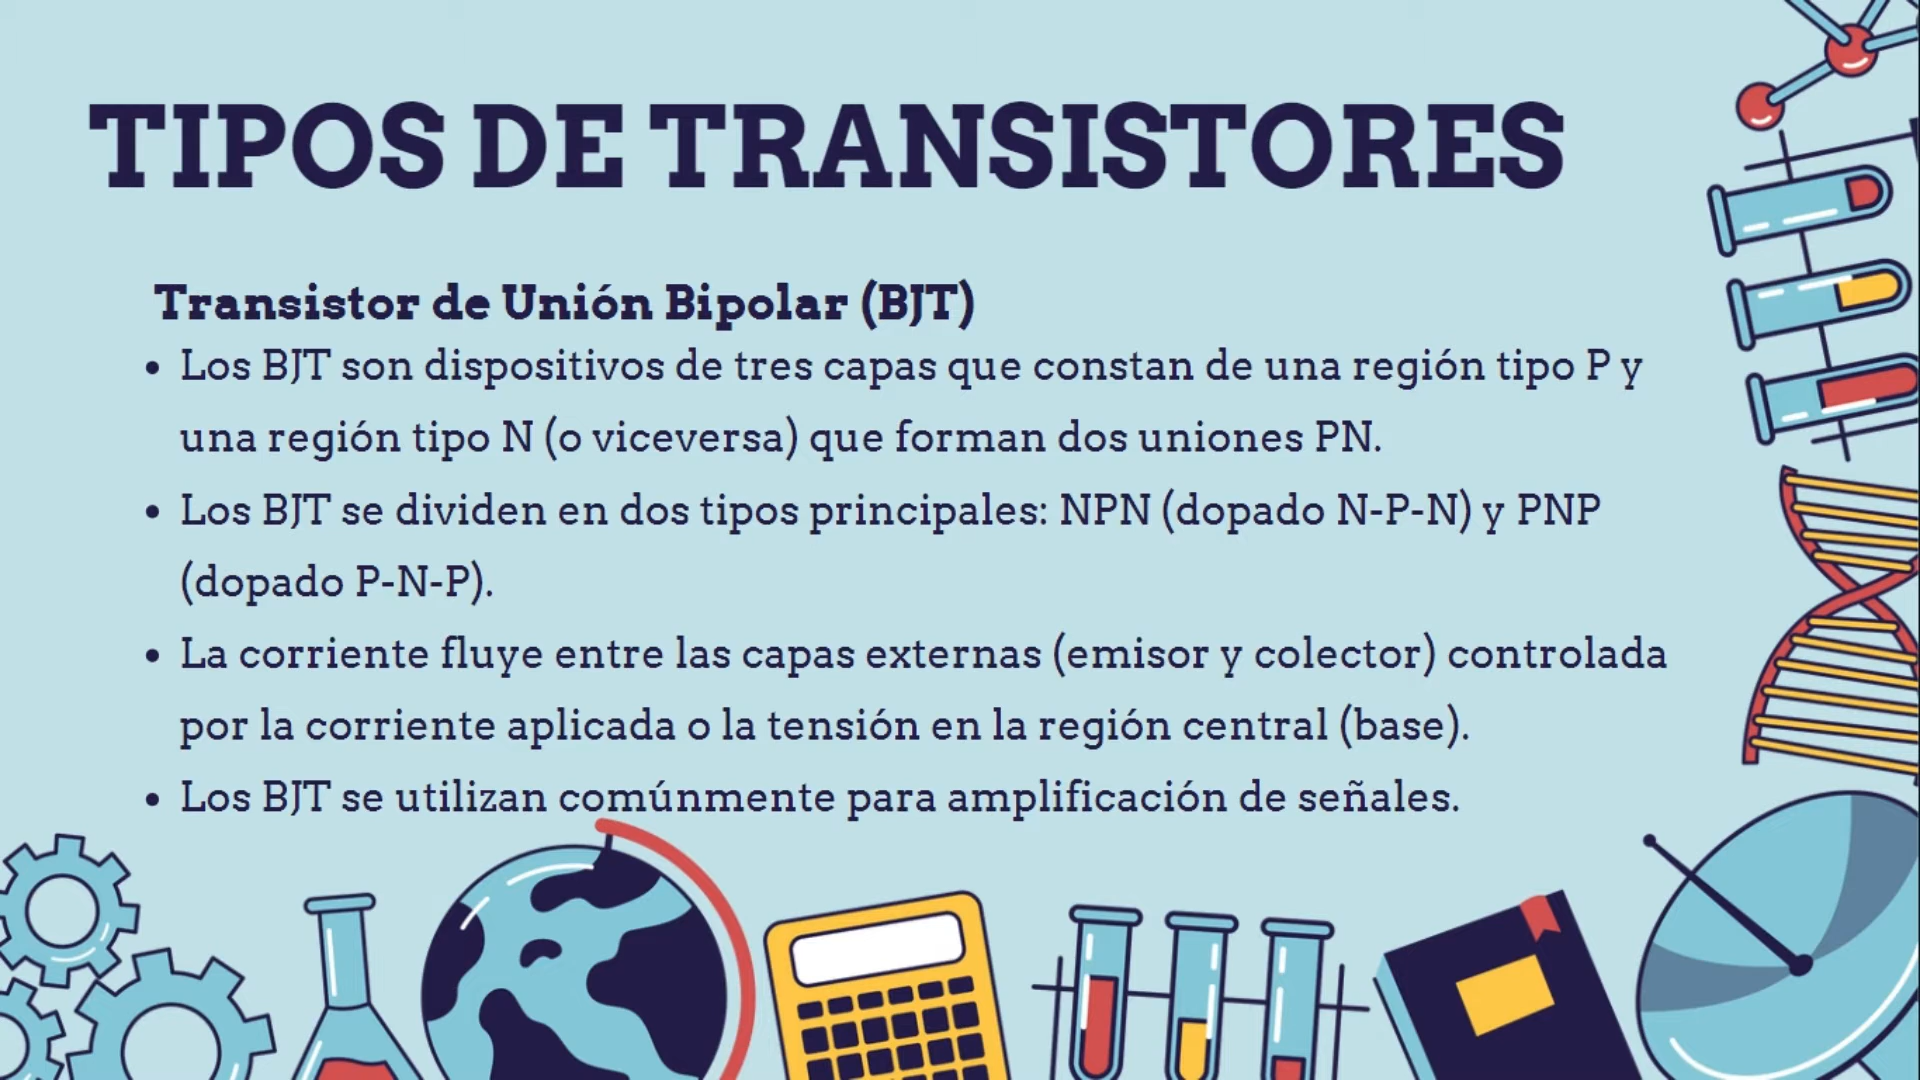 TIPOS DE TRANSISTORES
Transistor de Unión Bipolar (BJT)
• Los BJT son dispositivos de tres capas que constan de una región tipo P y
una región tipo N (o viceversa) que forman dos uniones PN.
• Los BJT se dividen en dos tipos principales: NPN (dopado N-P-N) y PNP
(dopado P-N-P).
• La corriente fluye entre las capas externas (emisor y colector) controlada
por la corriente aplicada o la tensión en la región central (base).
• Los BJT se utilizan comúnmente para amplificación de señales.